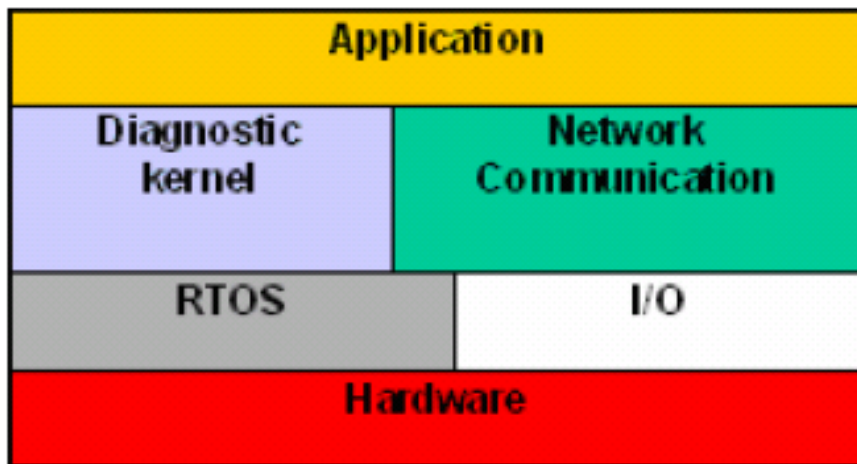 Application
Diagnostic Network
kernel Communication
RTOS I/O
Hardware